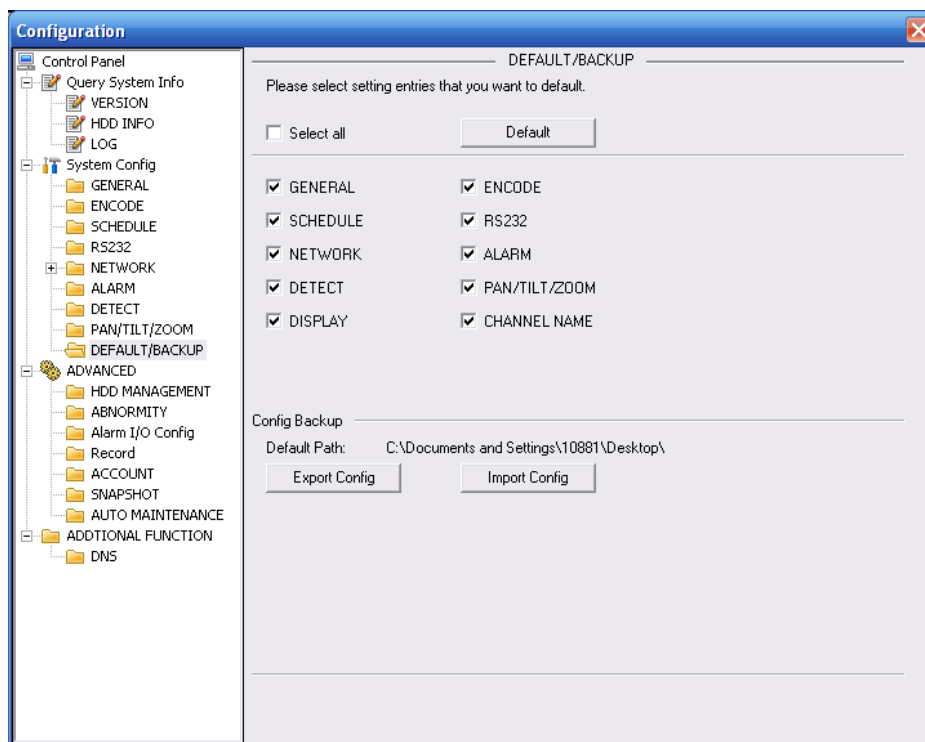 Configuration
Control Panel
Query System Info
VERSION
HDD INFO
LOG
System Config
GENERAL
ENCODE
SCHEDULE
RS232
NETWORK
ALARM
DETECT
PAN/TILT/ZOOM
DEFAULT/BACKUP
ADVANCED
HDD MANAGEMENT
ABNORMITY
Alarm I/O Config
Record
ACCOUNT
SNAPSHOT
AUTO MAINTENANCE
ADDTIONAL FUNCTION
DNS
DEFAULT/BACKUP
Please select setting entries that you want to default.
Select all Default
GENERAL ENCODE
SCHEDULE RS232
NETWORK ALARM
DETECT PAN/TILT/ZOOM
DISPLAY CHANNEL NAME
Config Backup
Default Path: C:\Documents and Settings\10881\Desktop\
Export Config Import Config